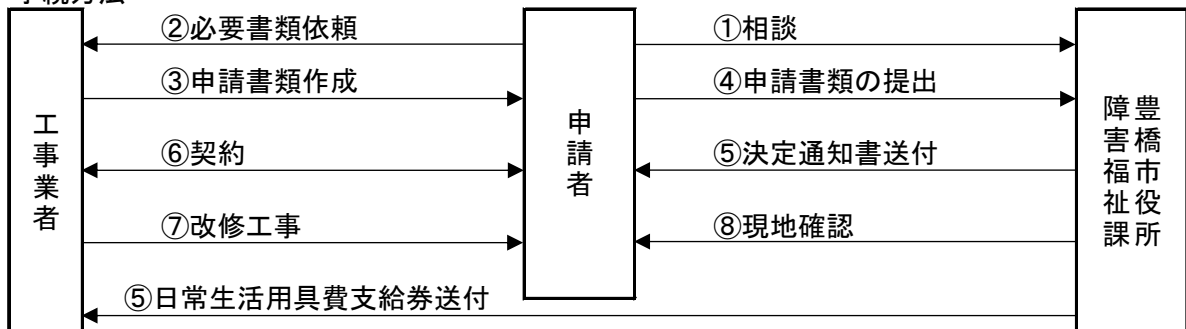 ②必要書類依頼
①相談
③申請書類作成
④申請書類の提出
工事業者
申請者
豊橋市役所
障害福祉課
⑥契約
⑤決定通知書送付
⑦改修工事
⑧現地確認
⑤日常生活用具費支給券送付